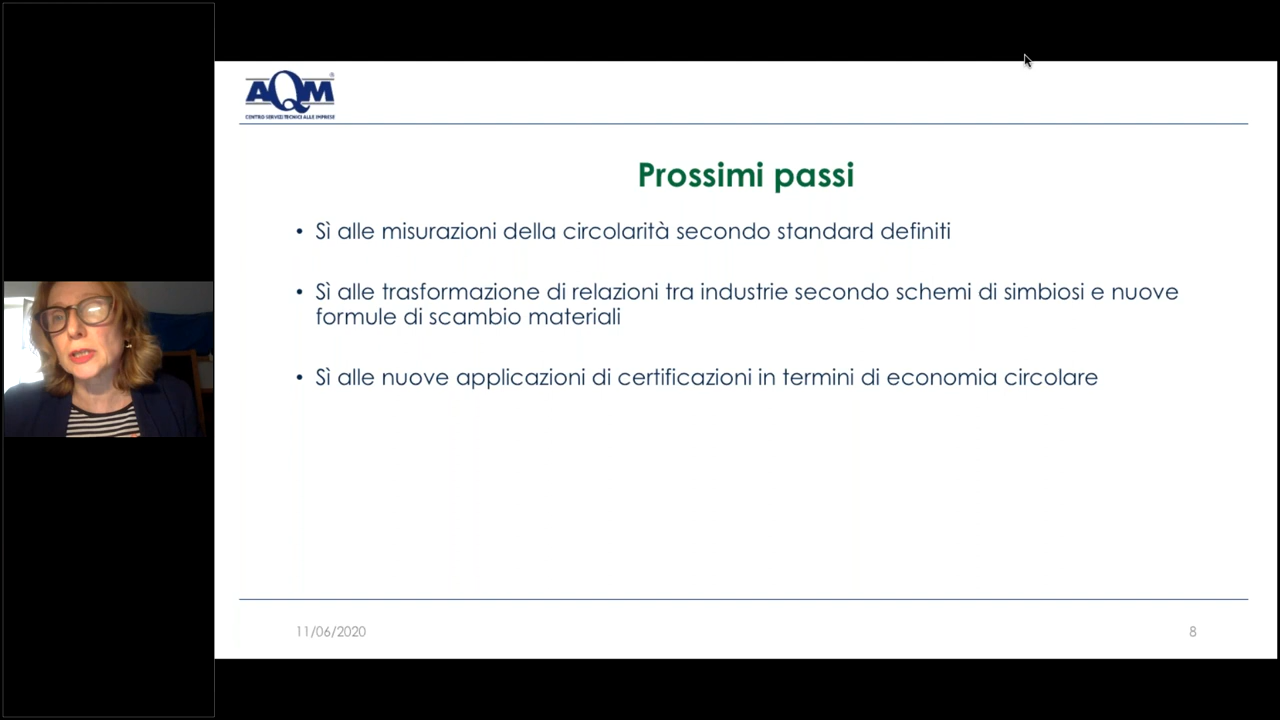 AQM
®
CENTRO SERVIZI TECNICI ALLE IMPRESE
Prossimi passi
• Sì alle misurazioni della circolarità secondo standard definiti
• Sì alle trasformazione di relazioni tra industrie secondo schemi di simbiosi e nuove
formule di scambio materiali
• Sì alle nuove applicazioni di certificazioni in termini di economia circolare
11/06/2020
8